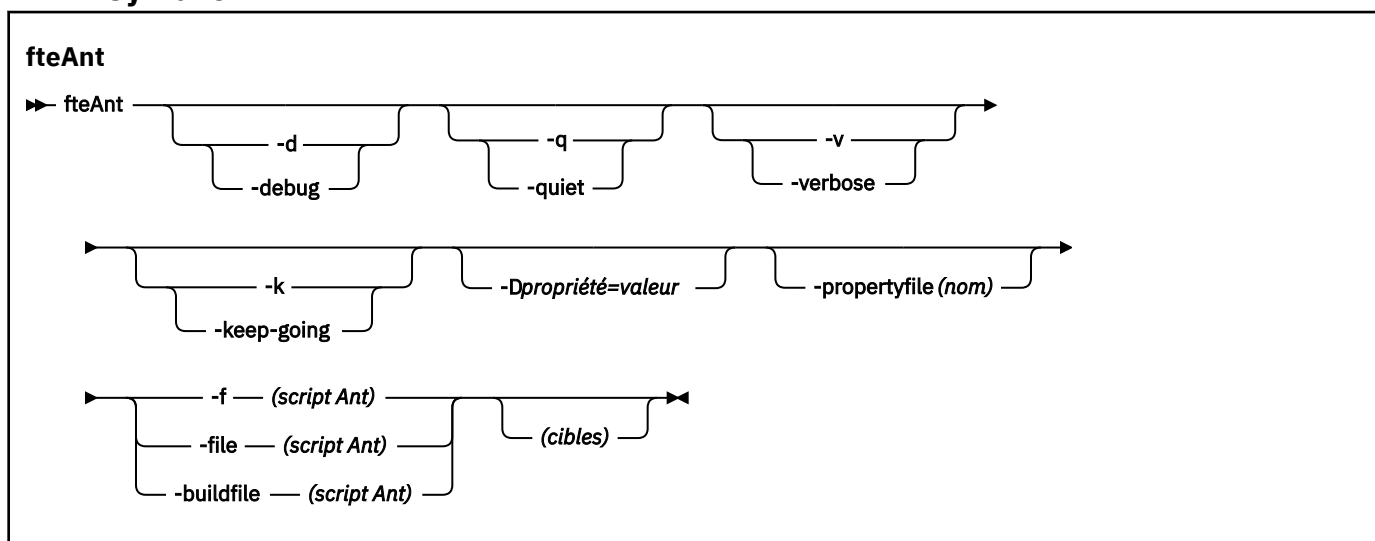 fteAnt
fteAnt
-d
-debug
-q
-quiet
-v
-verbose
-k
-keep-going
-Dpropriété=valeur
-propertyfile (nom)
-f (script Ant)
-file (script Ant)
-buildfile (script Ant)
(cibles)